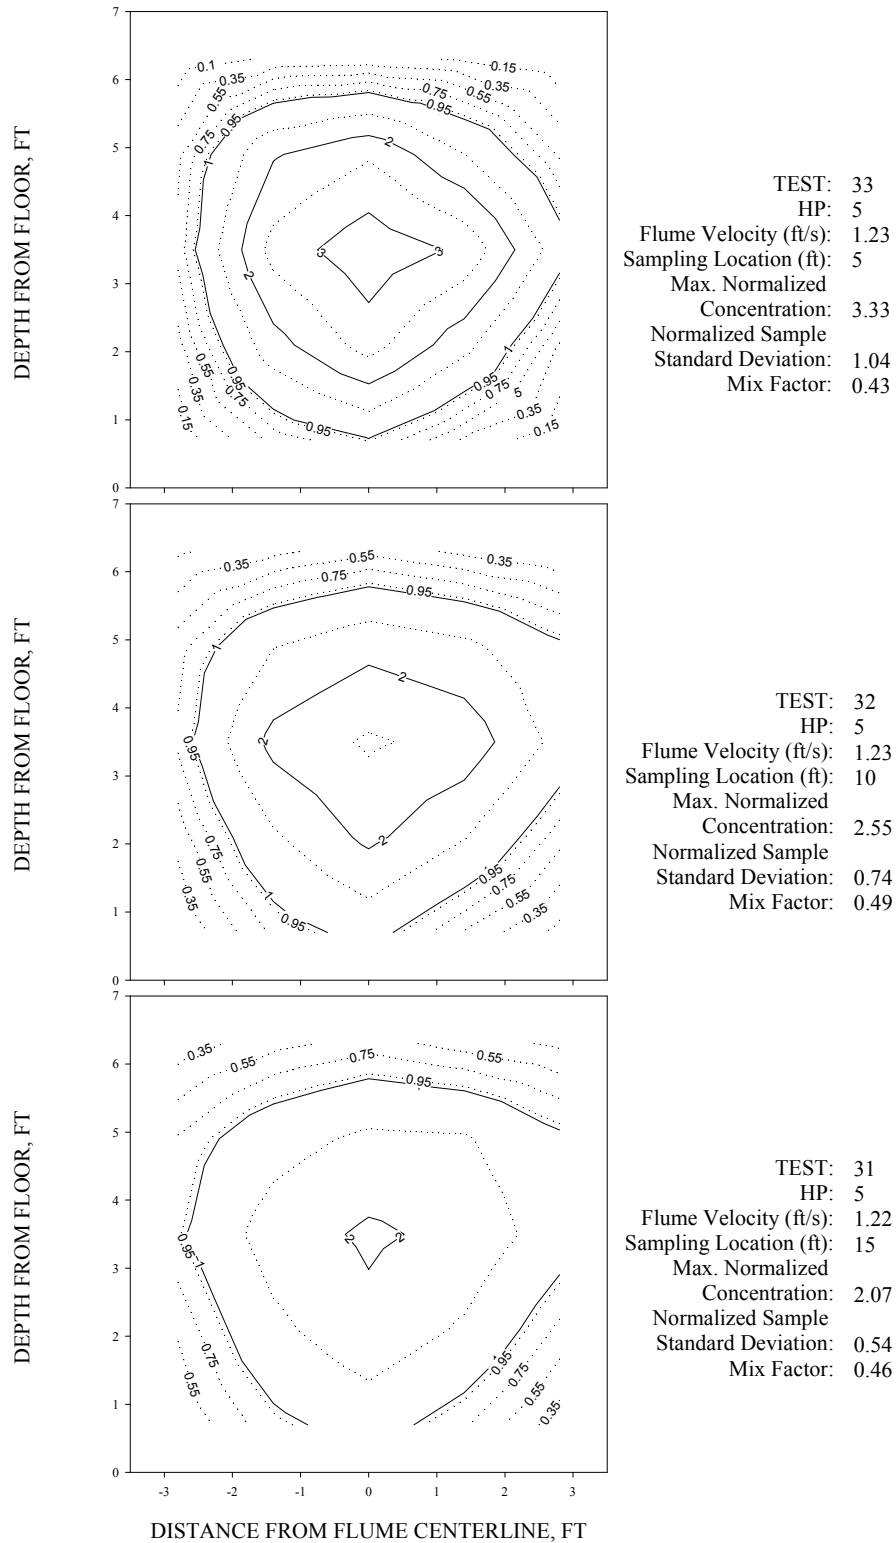 DEPTH FROM FLOOR, FT
7
6
5
4
3
2
1
0
0.1
0.35
0.55
0.75
0.95
1
0.15
0.35
0.55
0.75
0.95
2
3
3
2
0.95
0.75
0.55
0.35
0.15
0.95
1
0.95
0.75
5
0.35
0.15
TEST: 33
HP: 5
Flume Velocity (ft/s): 1.23
Sampling Location (ft): 5
Max. Normalized
Concentration: 3.33
Normalized Sample
Standard Deviation: 1.04
Mix Factor: 0.43
DEPTH FROM FLOOR, FT
7
6
5
4
3
2
1
0
0.35
0.75
0.55
0.35
0.95
1
2
2
0.95
2
0.75
0.55
0.35
1
0.95
0.95
0.75
0.55
0.35
TEST: 32
HP: 5
Flume Velocity (ft/s): 1.23
Sampling Location (ft): 10
Max. Normalized
Concentration: 2.55
Normalized Sample
Standard Deviation: 0.74
Mix Factor: 0.49
DEPTH FROM FLOOR, FT
7
6
5
4
3
2
1
0
0.35
0.55
0.75
0.55
0.95
0.95
1
2
2
0.75
0.55
0.95
0.75
0.55
0.35
TEST: 31
HP: 5
Flume Velocity (ft/s): 1.22
Sampling Location (ft): 15
Max. Normalized
Concentration: 2.07
Normalized Sample
Standard Deviation: 0.54
Mix Factor: 0.46
-3 -2 -1 0 1 2 3
DISTANCE FROM FLUME CENTERLINE, FT